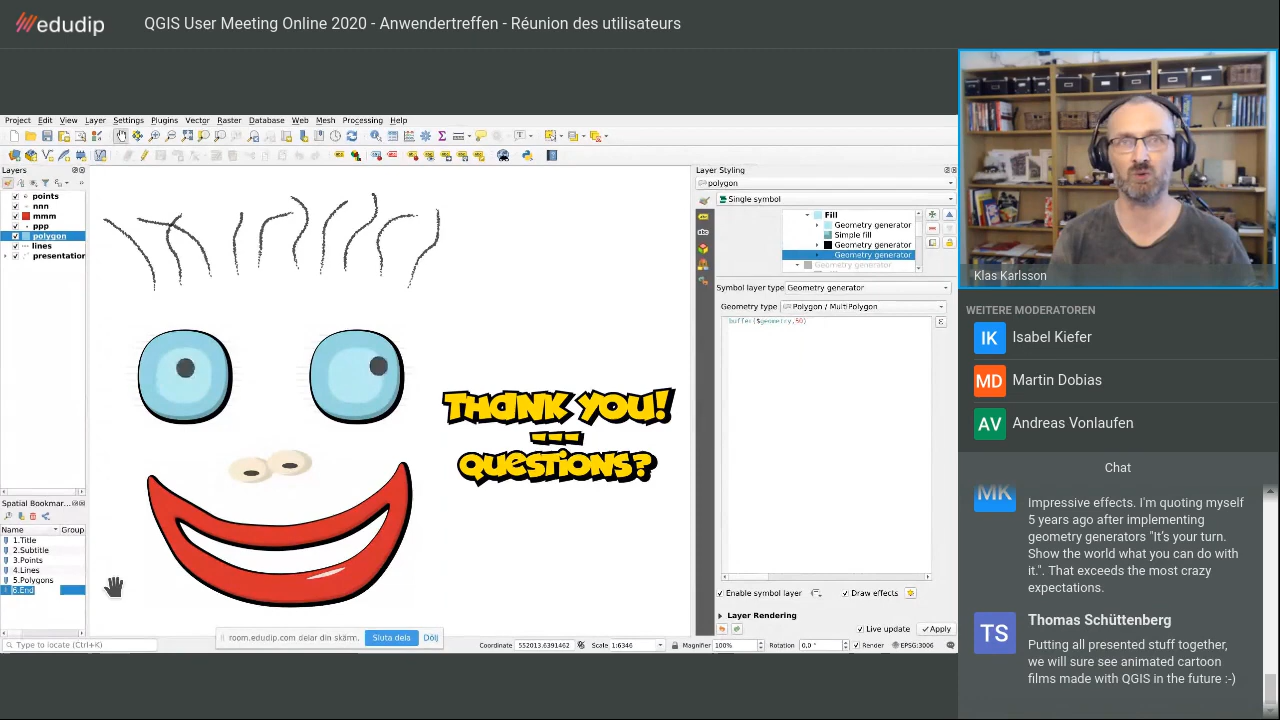 edudip
QGIS User Meeting Online 2020 - Anwendertreffen - Réunion des utilisateurs
Project Edit View Layer Settings Plugins Vector Raster Database Web Mesh Processing Help
Layers
points
nnn
mmm
ppp
polygon
lines
presentation
Spatial Bookmar...
Name Group
1.Title
2.Subtitle
3.Points
4.Lines
5.Polygons
6.End
THANK YOU!
---
QUESTIONS?
Layer Styling
polygon
Single symbol
Fill
Geometry generator
Simple fill
Geometry generator
Geometry generator
Geometry generator
Symbol layer type Geometry generator
Geometry type Polygon / MultiPolygon
buffer($geometry,50)
Enable symbol layer Draw effects
Layer Rendering
Live update Apply
room.edudip.com delar din skärm. Sluta dela Dölj
Type to locate (Ctrl+K) Coordinate 552013.6391462 Scale 1:6346 Magnifier 100% Rotation 0,0 ° Render EPSG:3006
Klas Karlsson
WEITERE MODERATOREN
IK Isabel Kiefer
MD Martin Dobias
AV Andreas Vonlaufen
Chat
MK
Impressive effects. I'm quoting myself
5 years ago after implementing
geometry generators "It's your turn.
Show the world what you can do with
it.". That exceeds the most crazy
expectations.
TS Thomas Schüttenberg
Putting all presented stuff together,
we will sure see animated cartoon
films made with QGIS in the future :-)